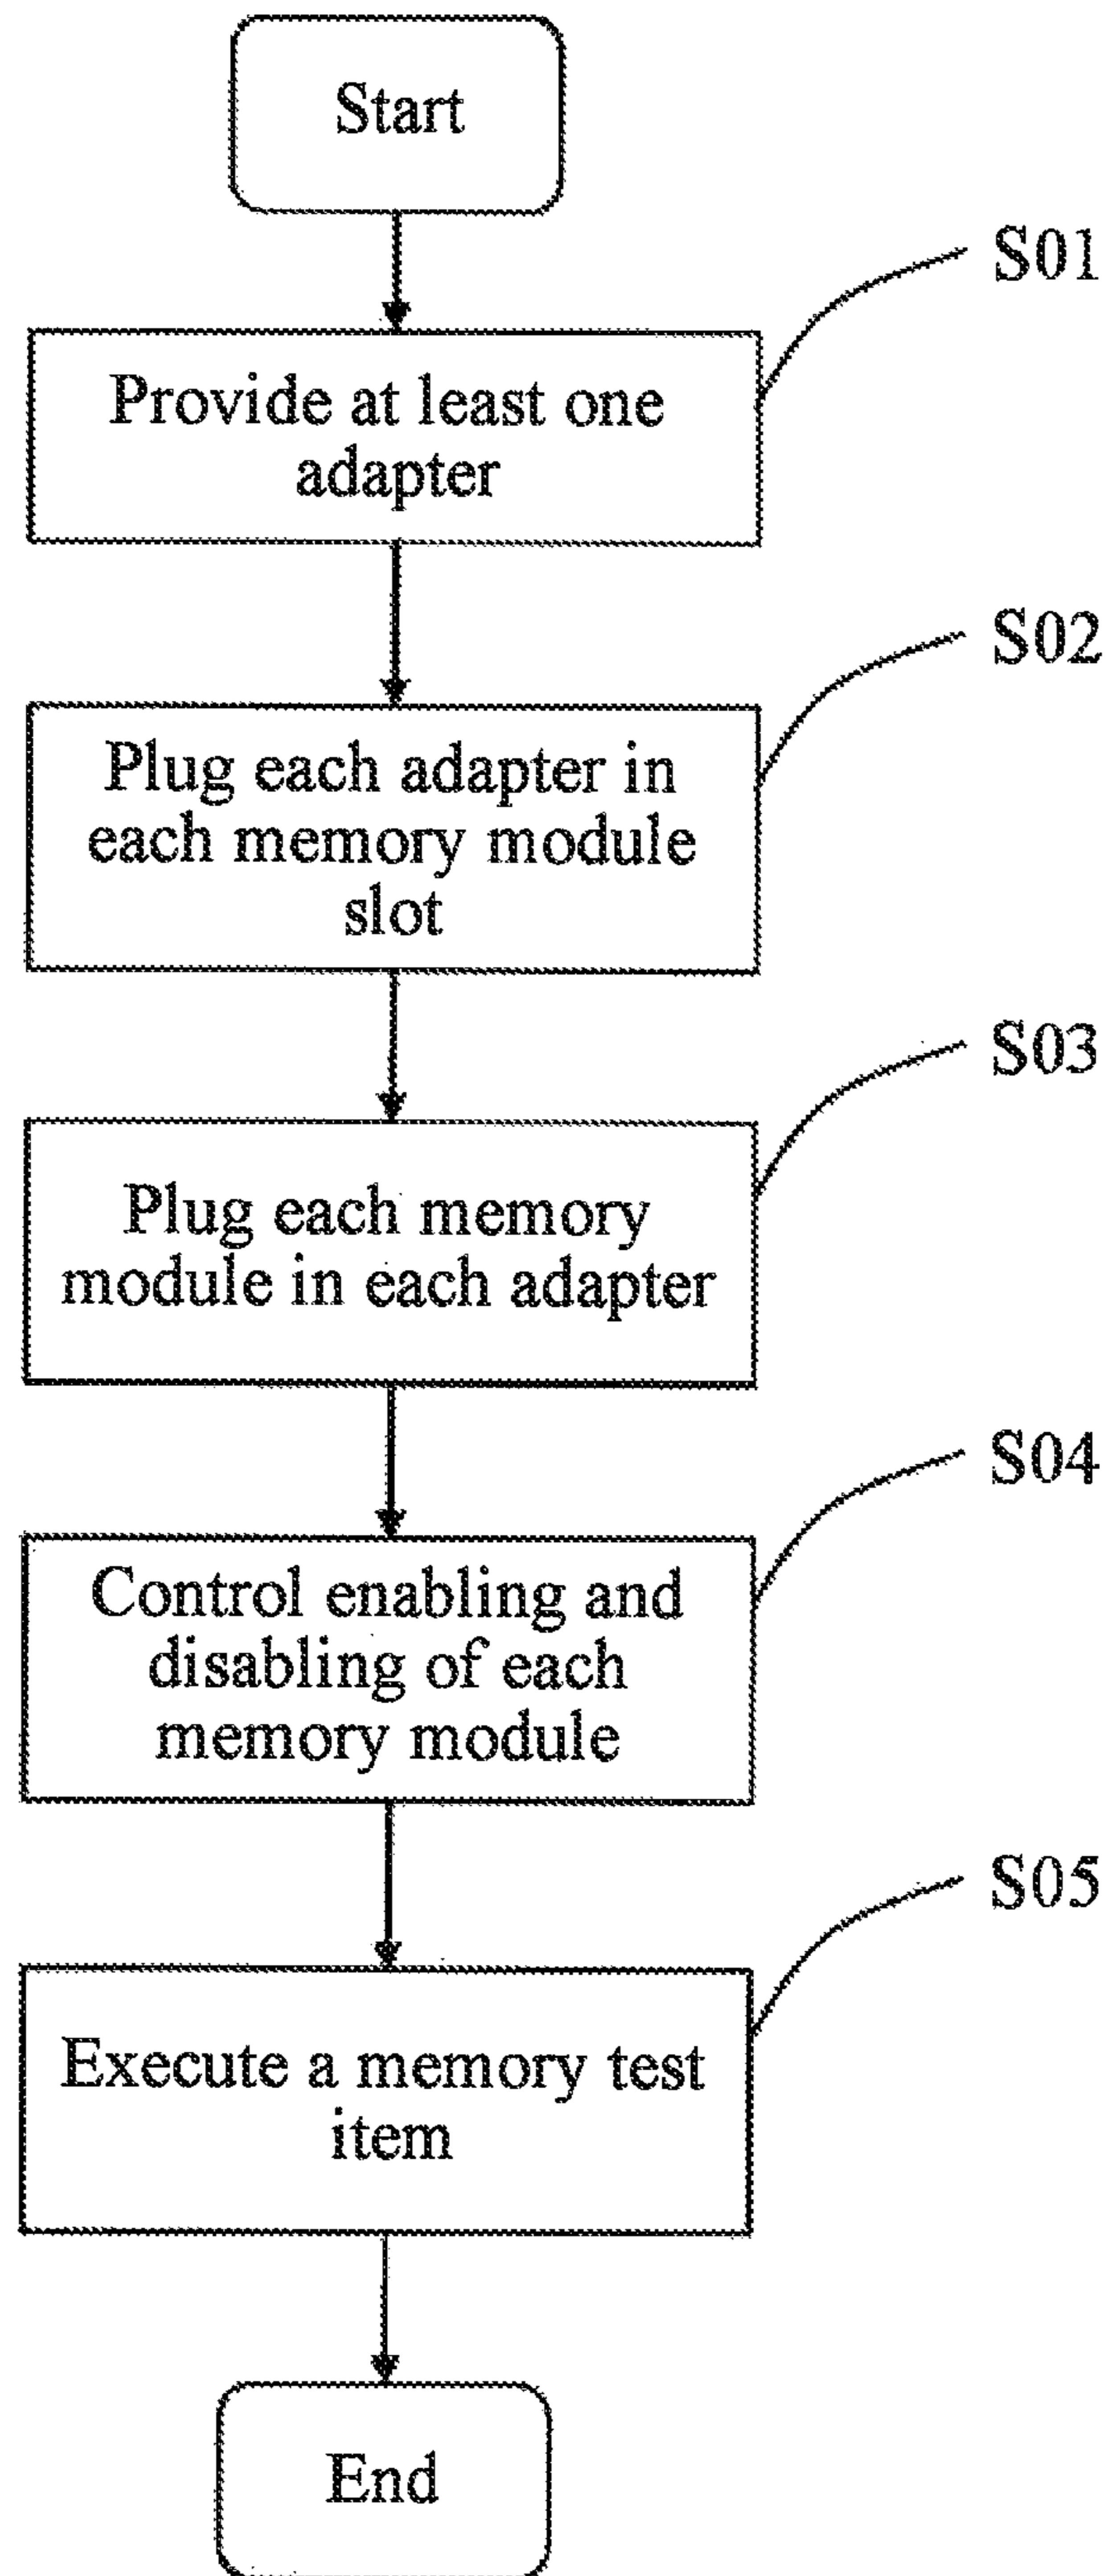 Start
S01
Provide at least one
adapter
S02
Plug each adapter in
each memory module
slot
S03
Plug each memory
module in each adapter
S04
Control enabling and
disabling of each
memory module
S05
Execute a memory test
item
End